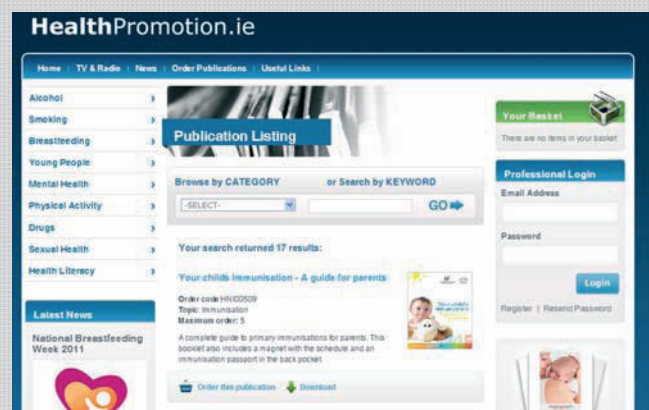 HealthPromotion.ie
Home | TV & Radio | News | Order Publications | Useful Links |
Alcohol
Smoking
Breastfeeding
Young People
Mental Health
Physical Activity
Drugs
Sexual Health
Health Literacy
Latest News
National Breastfeeding
Week 2011
Publication Listing
Browse by CATEGORY or Search by KEYWORD
-SELECT- GO
Your search returned 17 results:
Your childs immunisation - A guide for parents
Order code:HNI00509
Topic: Immunisation
Maximum order: 5
A complete guide to primary immunisations for parents. This
booklet also includes a magnet with the schedule and an
immunisation passport in the back pocket.
Order this publication Download
Your Basket
There are no items in your basket
Professional Login
Email Address
Password
Login
Register | Resend Password